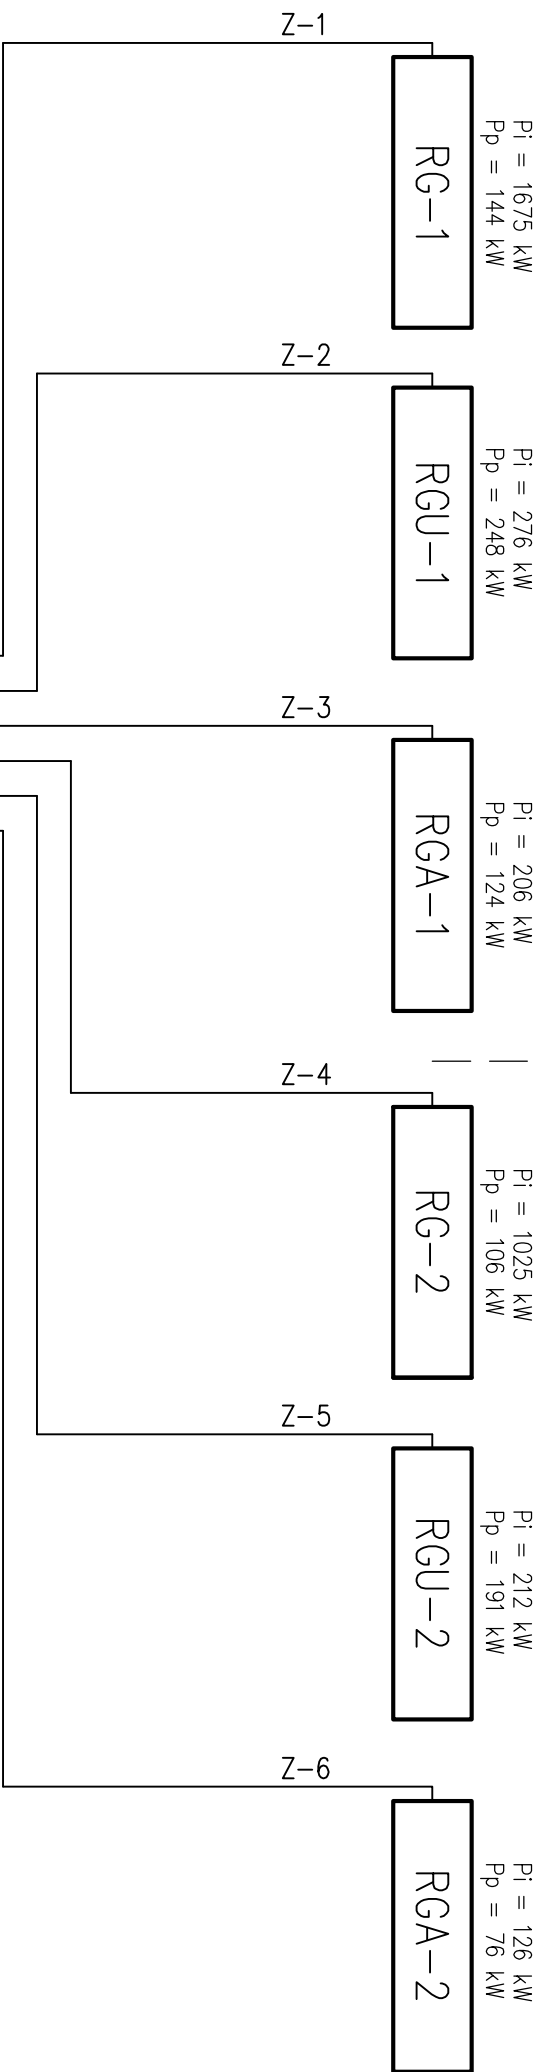 Z-1
RG-1
Pi = 1675 kW
Pp = 144 kW
Z-2
RGU-1
Pi = 276 kW
Pp = 248 kW
Z-3
RGA-1
Pi = 206 kW
Pp = 124 kW
Z-4
RG-2
Pi = 1025 kW
Pp = 106 kW
Z-5
RGU-2
Pi = 212 kW
Pp = 191 kW
Z-6
RGA-2
Pi = 126 kW
Pp = 76 kW